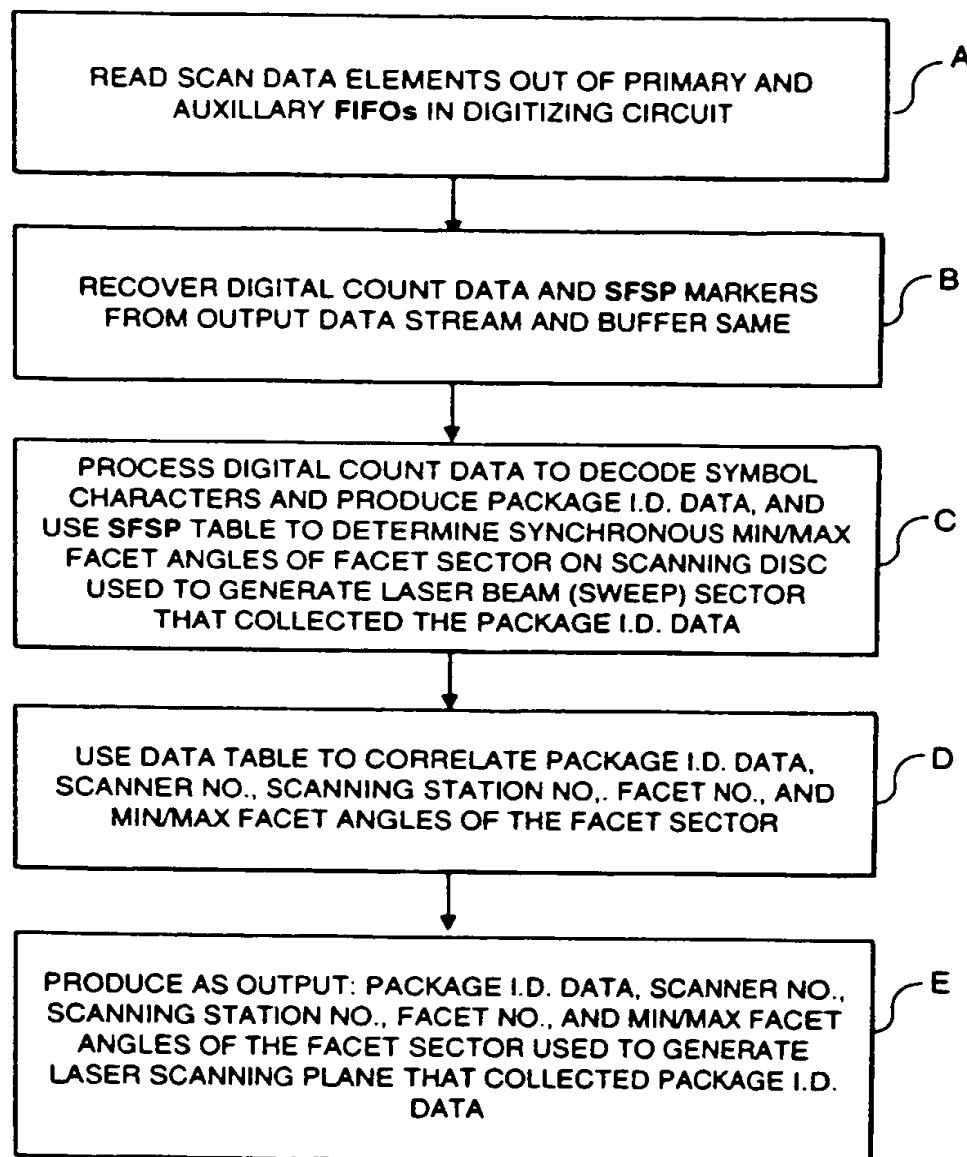 READ SCAN DATA ELEMENTS OUT OF PRIMARY AND
AUXILLARY FIFOs IN DIGITIZING CIRCUIT
A
RECOVER DIGITAL COUNT DATA AND SFSP MARKERS
FROM OUTPUT DATA STREAM AND BUFFER SAME
B
PROCESS DIGITAL COUNT DATA TO DECODE SYMBOL
CHARACTERS AND PRODUCE PACKAGE I.D. DATA, AND
USE SFSP TABLE TO DETERMINE SYNCHRONOUS MIN/MAX
FACET ANGLES OF FACET SECTOR ON SCANNING DISC
USED TO GENERATE LASER BEAM (SWEEP) SECTOR
THAT COLLECTED THE PACKAGE I.D. DATA
C
USE DATA TABLE TO CORRELATE PACKAGE I.D. DATA,
SCANNER NO., SCANNING STATION NO,. FACET NO., AND
MIN/MAX FACET ANGLES OF THE FACET SECTOR
D
PRODUCE AS OUTPUT: PACKAGE I.D. DATA, SCANNER NO.,
SCANNING STATION NO., FACET NO., AND MIN/MAX FACET
ANGLES OF THE FACET SECTOR USED TO GENERATE
LASER SCANNING PLANE THAT COLLECTED PACKAGE I.D.
DATA
E